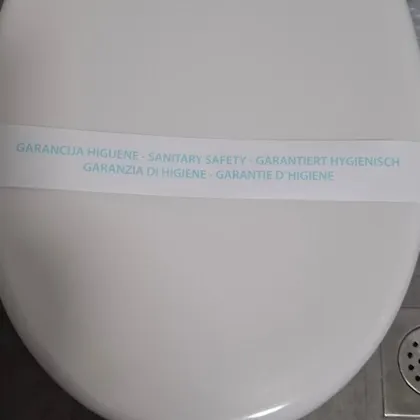 GARANCIJA HIGIJENE - SANITARY SAFETY - GARANTIERT HYGIENISCH
GARANZIA DI HIGIENE - GARANTIE D'HIGIENE